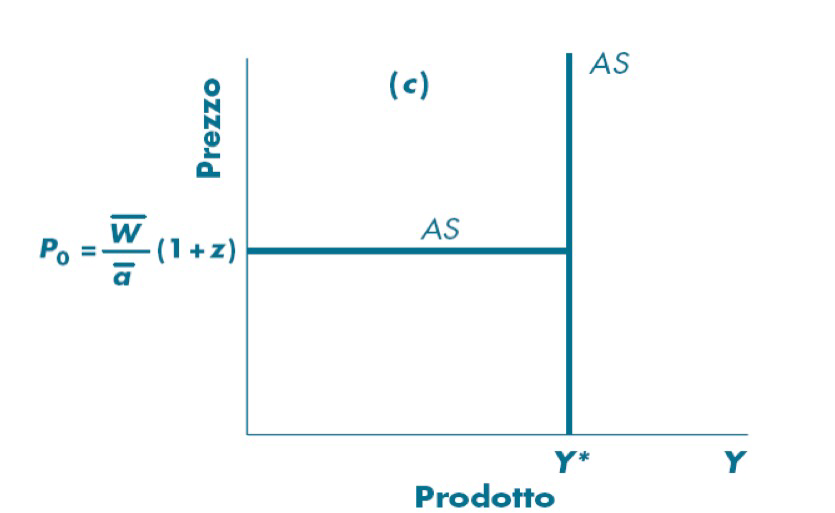 AS
(c)
Prezzo
AS
P₀ = W̅ / a̅ (1 + z)
Y*
Y
Prodotto